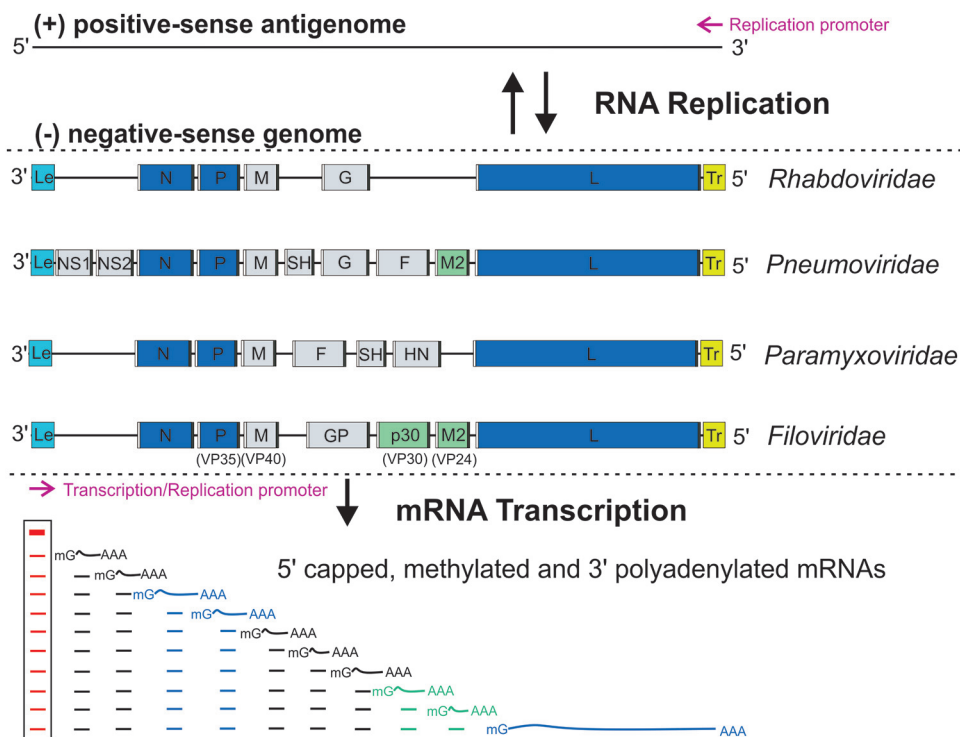 (+) positive-sense antigenome
Replication promoter
5' 3'
RNA Replication
(-) negative-sense genome
3' Le N P M G L Tr 5' Rhabdoviridae
3' Le NS1 NS2 N P M SH G F M2 L Tr 5' Pneumoviridae
3' Le N P M F SH HN L Tr 5' Paramyxoviridae
3' Le N P M GP p30 M2 L Tr 5' Filoviridae
(VP35) (VP40) (VP30) (VP24)
Transcription/Replication promoter
mRNA Transcription
5' capped, methylated and 3' polyadenylated mRNAs
mG AAA
mG AAA
mG AAA
mG AAA
mG AAA
mG AAA
mG AAA
mG AAA
mG AAA
mG AAA